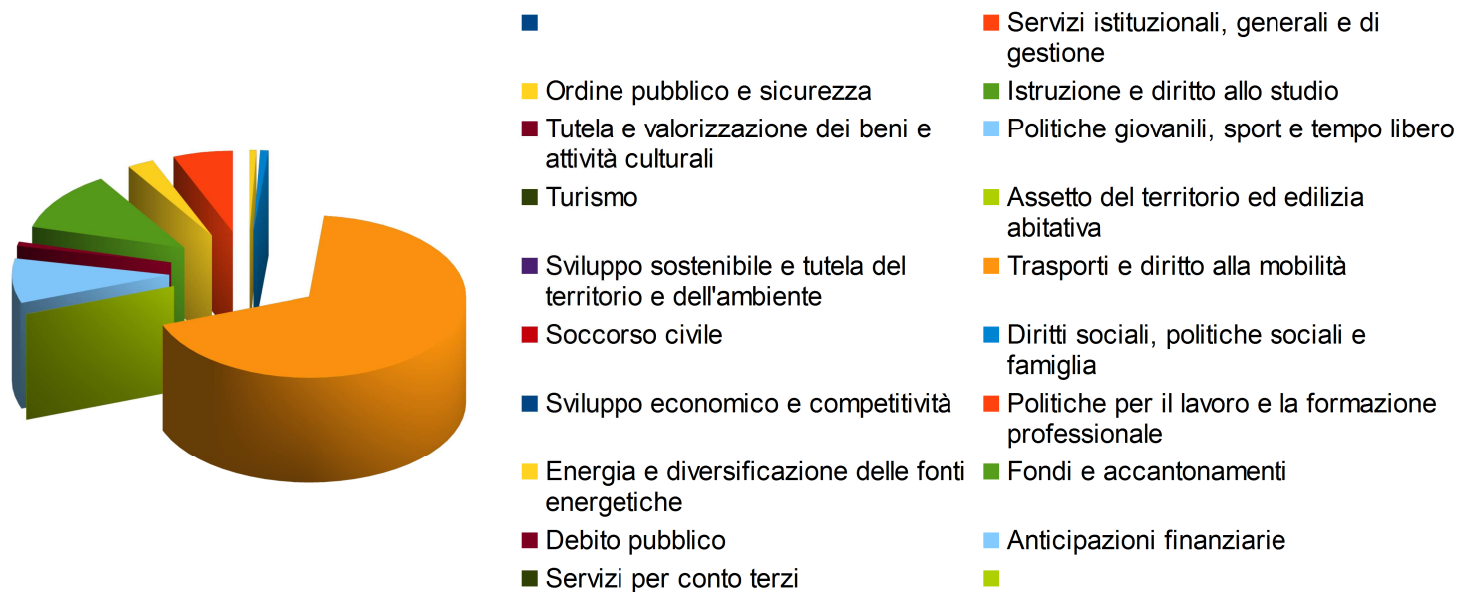 Servizi istituzionali, generali e di
gestione
Ordine pubblico e sicurezza
Istruzione e diritto allo studio
Tutela e valorizzazione dei beni e
attività culturali
Politiche giovanili, sport e tempo libero
Turismo
Assetto del territorio ed edilizia
abitativa
Sviluppo sostenibile e tutela del
territorio e dell'ambiente
Trasporti e diritto alla mobilità
Soccorso civile
Diritti sociali, politiche sociali e
famiglia
Sviluppo economico e competitività
Politiche per il lavoro e la formazione
professionale
Energia e diversificazione delle fonti
energetiche
Fondi e accantonamenti
Debito pubblico
Anticipazioni finanziarie
Servizi per conto terzi